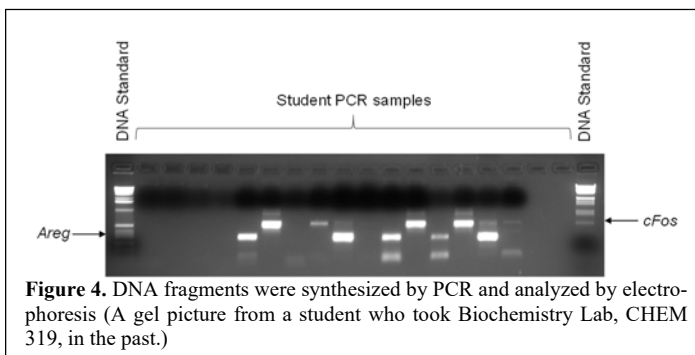 DNA Standard
Student PCR samples
DNA Standard
Areg
cFos
Figure 4. DNA fragments were synthesized by PCR and analyzed by electro-
phoresis (A gel picture from a student who took Biochemistry Lab, CHEM
319, in the past.)